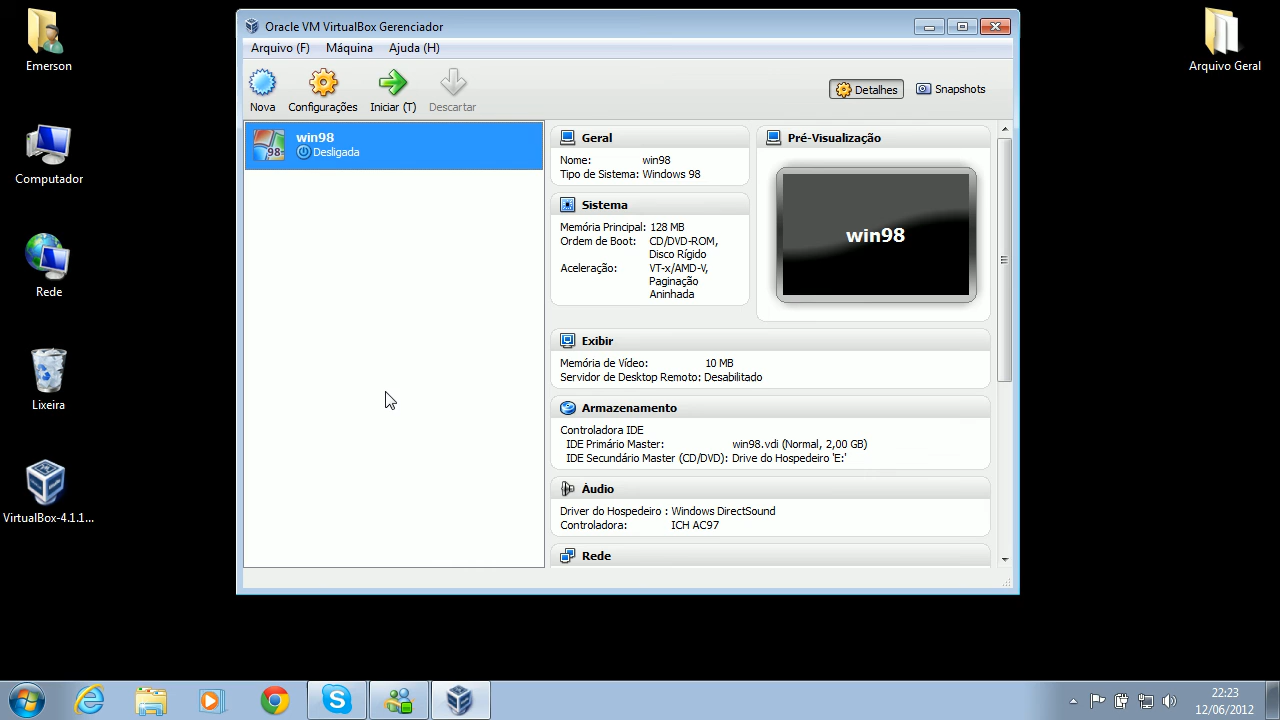 Emerson
Computador
Rede
Lixeira
VirtualBox-4.1.1...
Arquivo Geral
Oracle VM VirtualBox Gerenciador
Arquivo (F) Máquina Ajuda (H)
Nova Configurações Iniciar (T) Descartar
Detalhes Snapshots
98
win98
Desligada
Geral
Nome: win98
Tipo de Sistema: Windows 98
Sistema
Memória Principal: 128 MB
Ordem de Boot: CD/DVD-ROM,
Disco Rígido
Aceleração: VT-x/AMD-V,
Paginação
Aninhada
Pré-Visualização
win98
Exibir
Memória de Vídeo: 10 MB
Servidor de Desktop Remoto: Desabilitado
Armazenamento
Controladora IDE
IDE Primário Master: win98.vdi (Normal, 2,00 GB)
IDE Secundário Master (CD/DVD): Drive do Hospedeiro 'E:'
Áudio
Driver do Hospedeiro : Windows DirectSound
Controladora: ICH AC97
Rede
22:23
12/06/2012